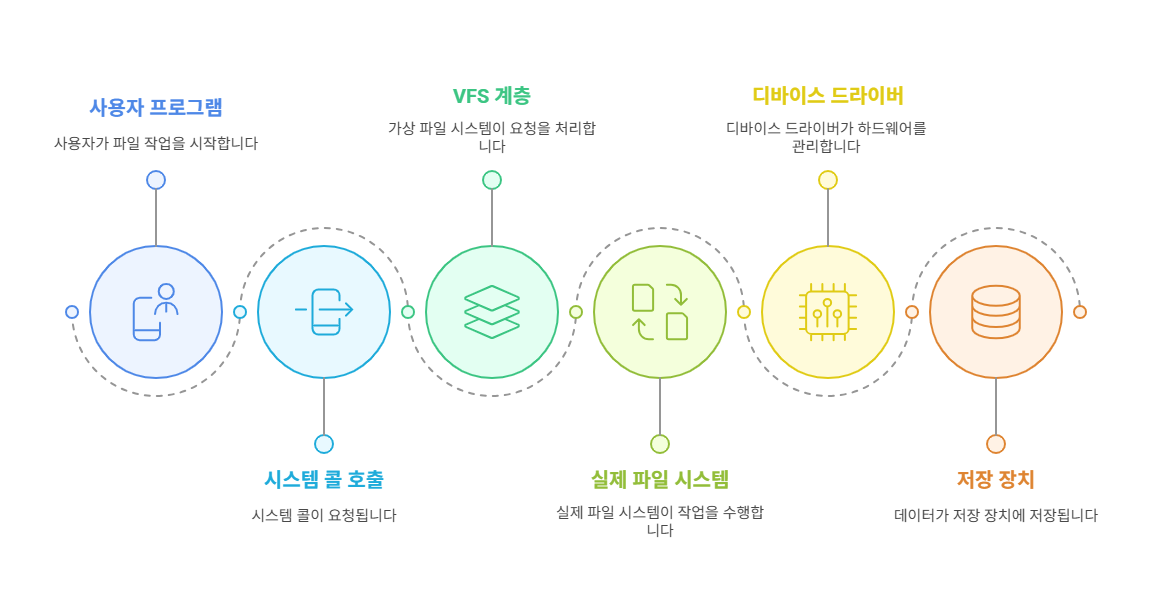 사용자 프로그램
사용자가 파일 작업을 시작합니다
시스템 콜 호출
시스템 콜이 요청됩니다
VFS 계층
가상 파일 시스템이 요청을 처리합
니다
실제 파일 시스템
실제 파일 시스템이 작업을 수행합
니다
디바이스 드라이버
디바이스 드라이버가 하드웨어를
관리합니다
저장 장치
데이터가 저장 장치에 저장됩니다